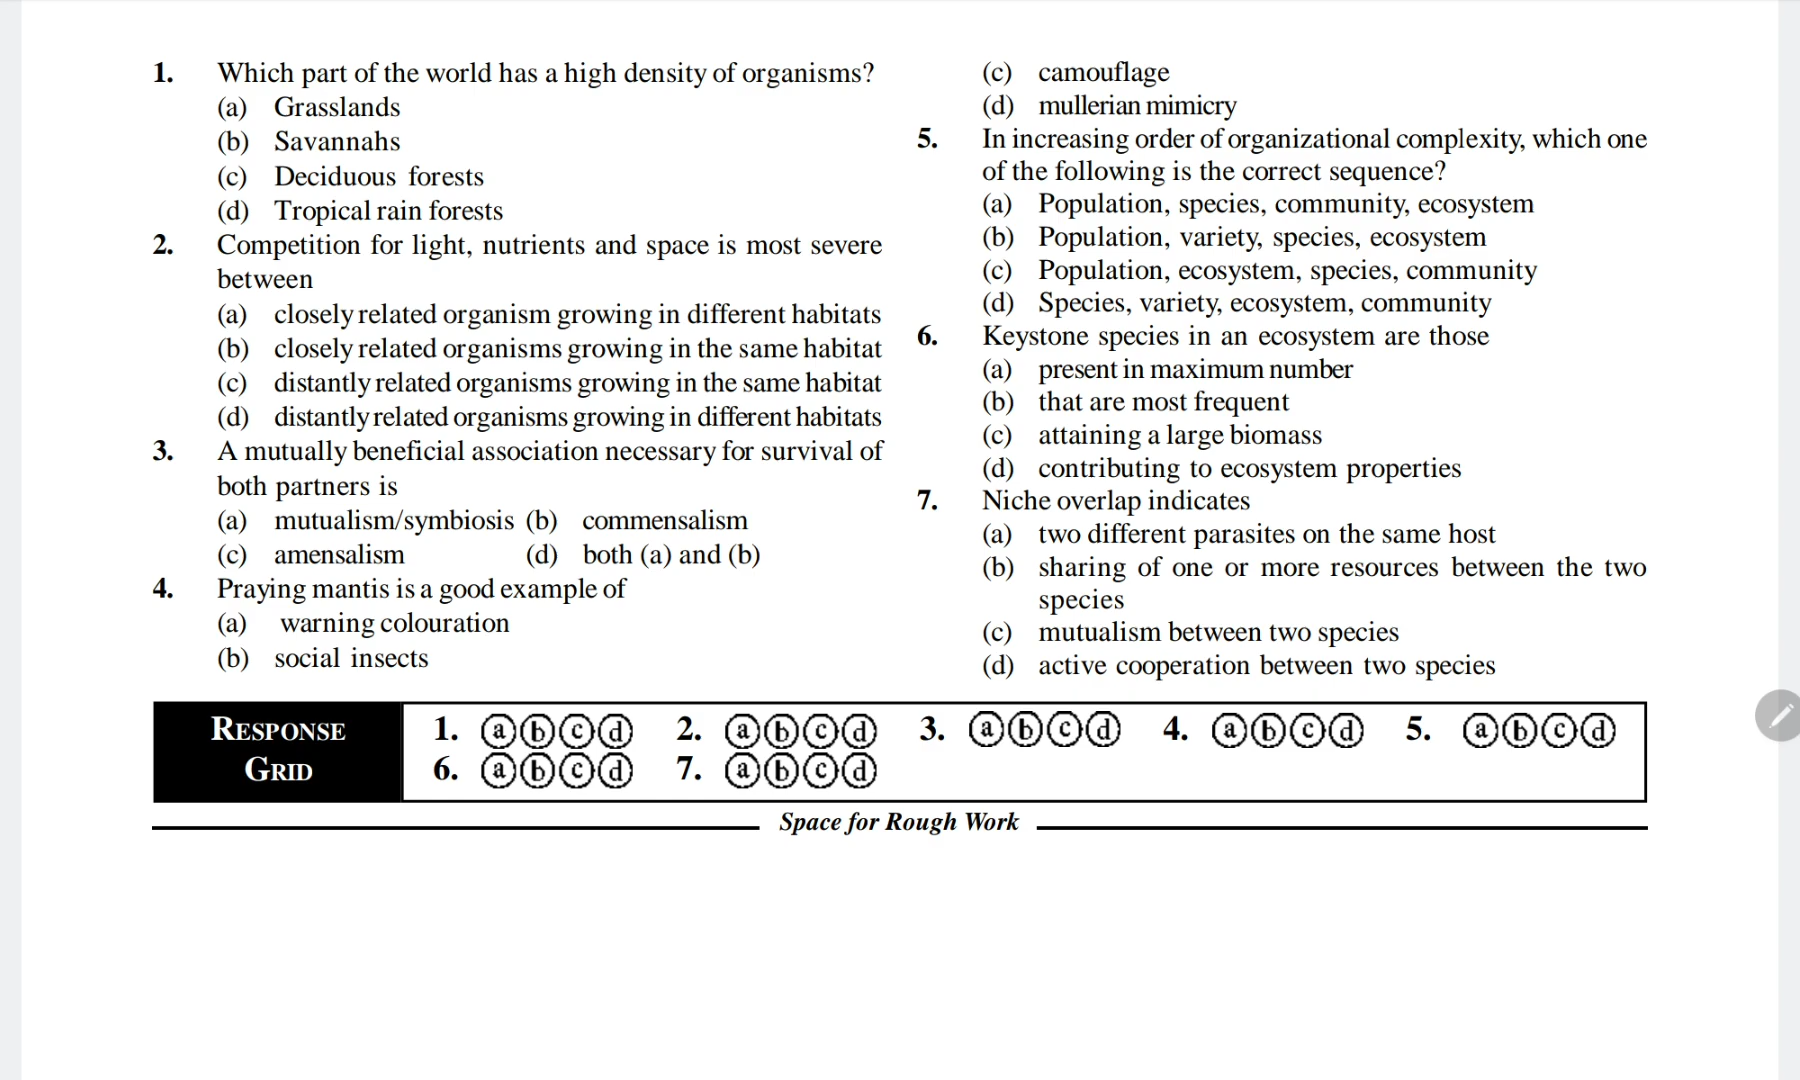 1. Which part of the world has a high density of organisms?
(a) Grasslands
(b) Savannahs
(c) Deciduous forests
(d) Tropical rain forests
2. Competition for light, nutrients and space is most severe
between
(a) closely related organism growing in different habitats
(b) closely related organisms growing in the same habitat
(c) distantly related organisms growing in the same habitat
(d) distantly related organisms growing in different habitats
3. A mutually beneficial association necessary for survival of
both partners is
(a) mutualism/symbiosis (b) commensalism
(c) amensalism (d) both (a) and (b)
4. Praying mantis is a good example of
(a) warning colouration
(b) social insects
(c) camouflage
(d) mullerian mimicry
5. In increasing order of organizational complexity, which one
of the following is the correct sequence?
(a) Population, species, community, ecosystem
(b) Population, variety, species, ecosystem
(c) Population, ecosystem, species, community
(d) Species, variety, ecosystem, community
6. Keystone species in an ecosystem are those
(a) present in maximum number
(b) that are most frequent
(c) attaining a large biomass
(d) contributing to ecosystem properties
7. Niche overlap indicates
(a) two different parasites on the same host
(b) sharing of one or more resources between the two
species
(c) mutualism between two species
(d) active cooperation between two species
RESPONSE
GRID
1. ⓐⓑⓒⓓ 2. ⓐⓑⓒⓓ 3. ⓐⓑⓒⓓ 4. ⓐⓑⓒⓓ 5. ⓐⓑⓒⓓ
6. ⓐⓑⓒⓓ 7. ⓐⓑⓒⓓ
Space for Rough Work